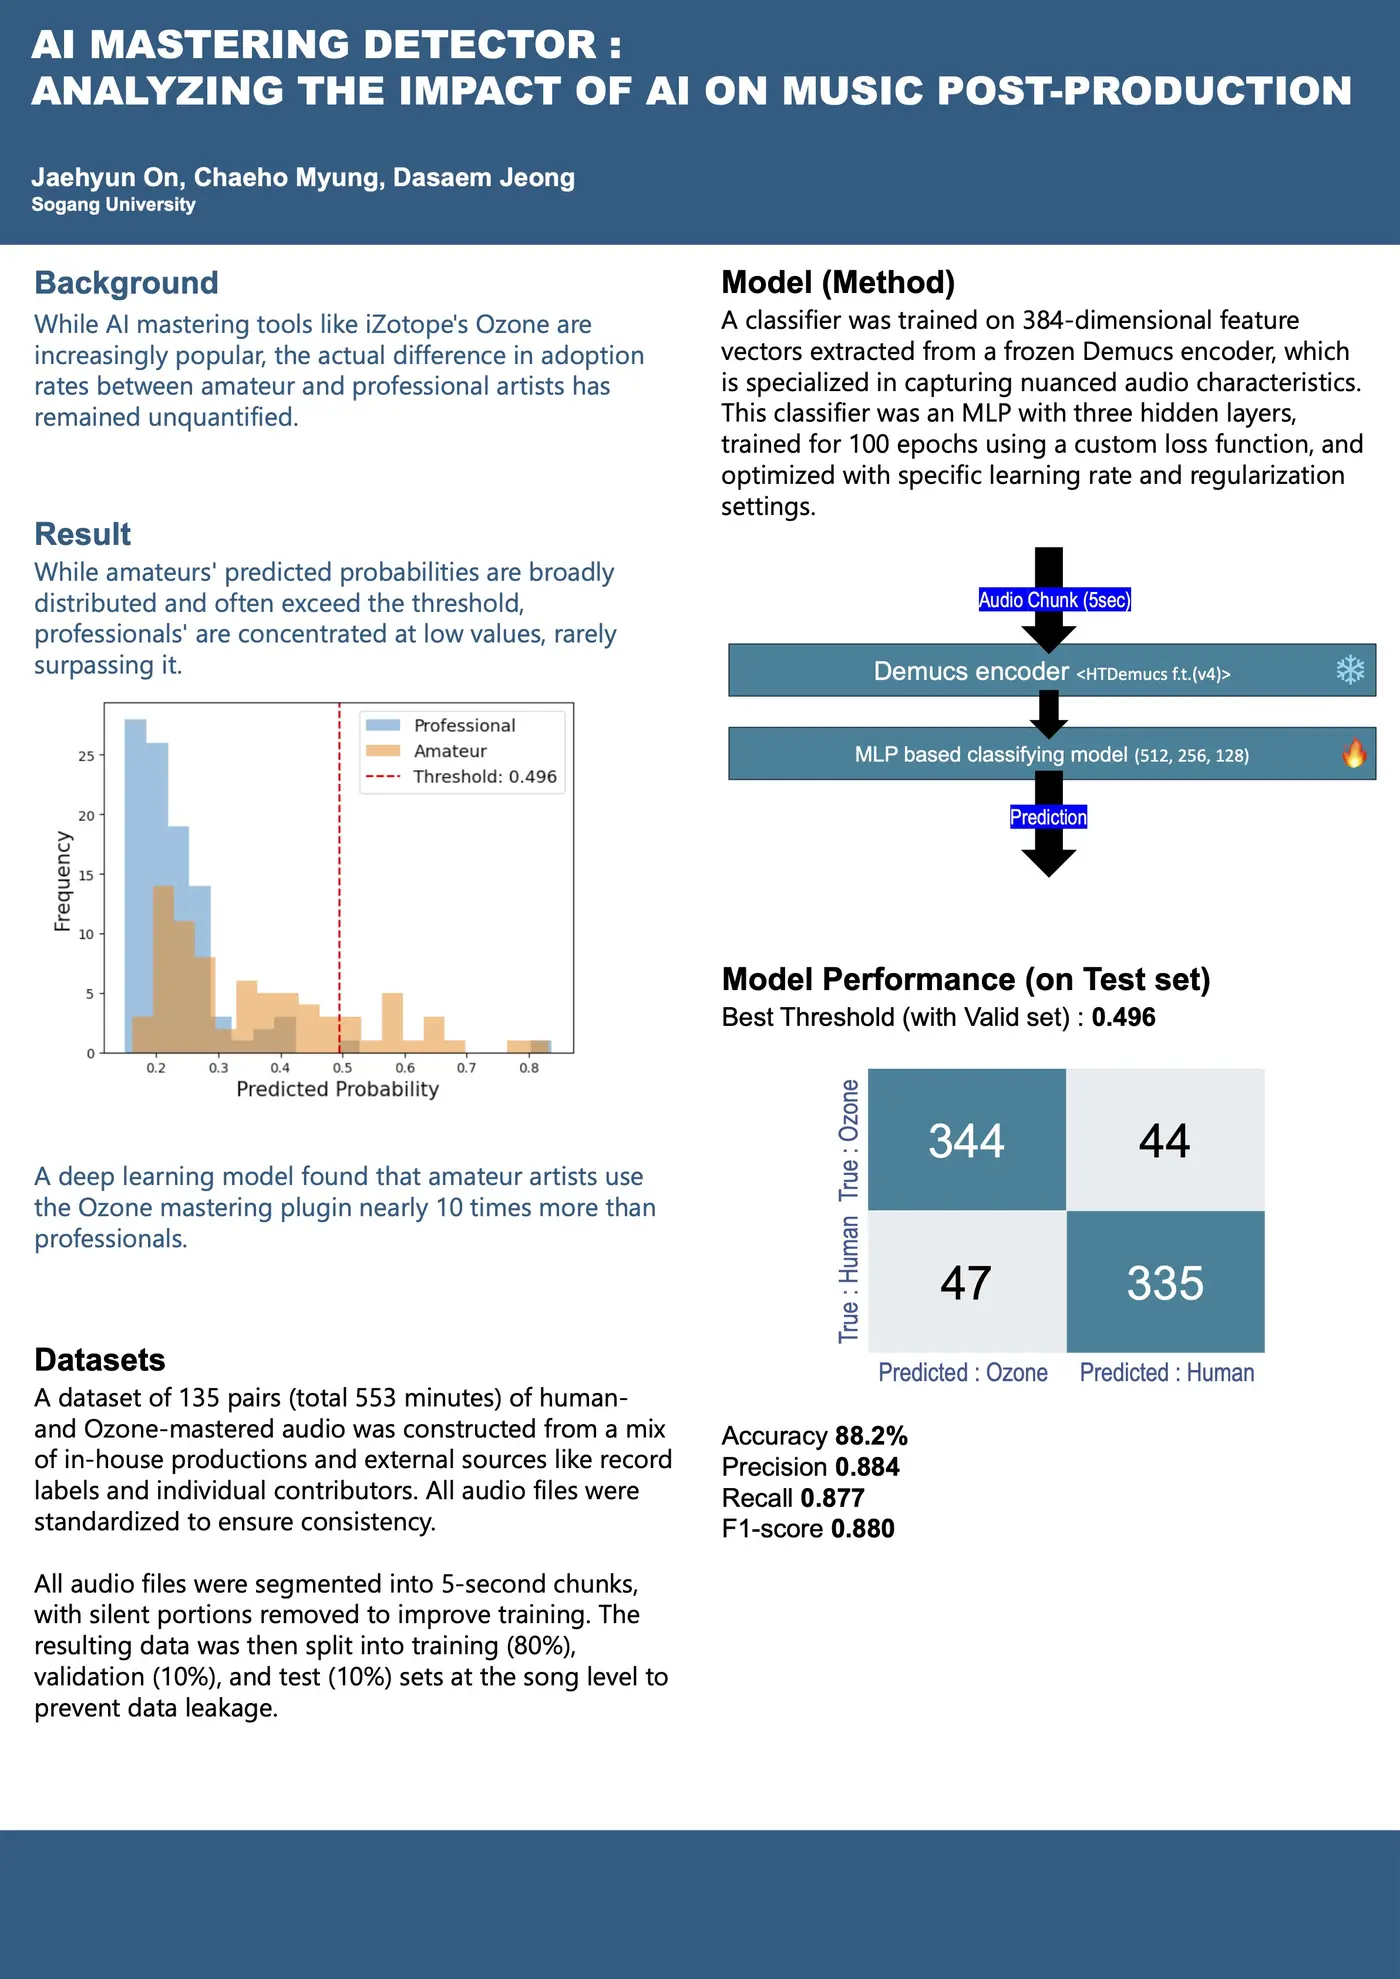 AI MASTERING DETECTOR :
ANALYZING THE IMPACT OF AI ON MUSIC POST-PRODUCTION
Jaehyun On, Chaeho Myung, Dasaem Jeong
Sogang University
Background
While AI mastering tools like iZotope's Ozone are
increasingly popular, the actual difference in adoption
rates between amateur and professional artists has
remained unquantified.
Result
While amateurs' predicted probabilities are broadly
distributed and often exceed the threshold,
professionals' are concentrated at low values, rarely
surpassing it.
Professional
Amateur
Threshold: 0.496
Frequency
25
20
15
10
5
0
0.2 0.3 0.4 0.5 0.6 0.7 0.8
Predicted Probability
A deep learning model found that amateur artists use
the Ozone mastering plugin nearly 10 times more than
professionals.
Datasets
A dataset of 135 pairs (total 553 minutes) of human-
and Ozone-mastered audio was constructed from a mix
of in-house productions and external sources like record
labels and individual contributors. All audio files were
standardized to ensure consistency.
All audio files were segmented into 5-second chunks,
with silent portions removed to improve training. The
resulting data was then split into training (80%),
validation (10%), and test (10%) sets at the song level to
prevent data leakage.
Model (Method)
A classifier was trained on 384-dimensional feature
vectors extracted from a frozen Demucs encoder, which
is specialized in capturing nuanced audio characteristics.
This classifier was an MLP with three hidden layers,
trained for 100 epochs using a custom loss function, and
optimized with specific learning rate and regularization
settings.
Audio Chunk (5sec)
Demucs encoder <HTDemucs f.t.(v4)>
MLP based classifying model (512, 256, 128)
Prediction
Model Performance (on Test set)
Best Threshold (with Valid set) : 0.496
True : Ozone
344 44
True : Human
47 335
Predicted : Ozone Predicted : Human
Accuracy 88.2%
Precision 0.884
Recall 0.877
F1-score 0.880